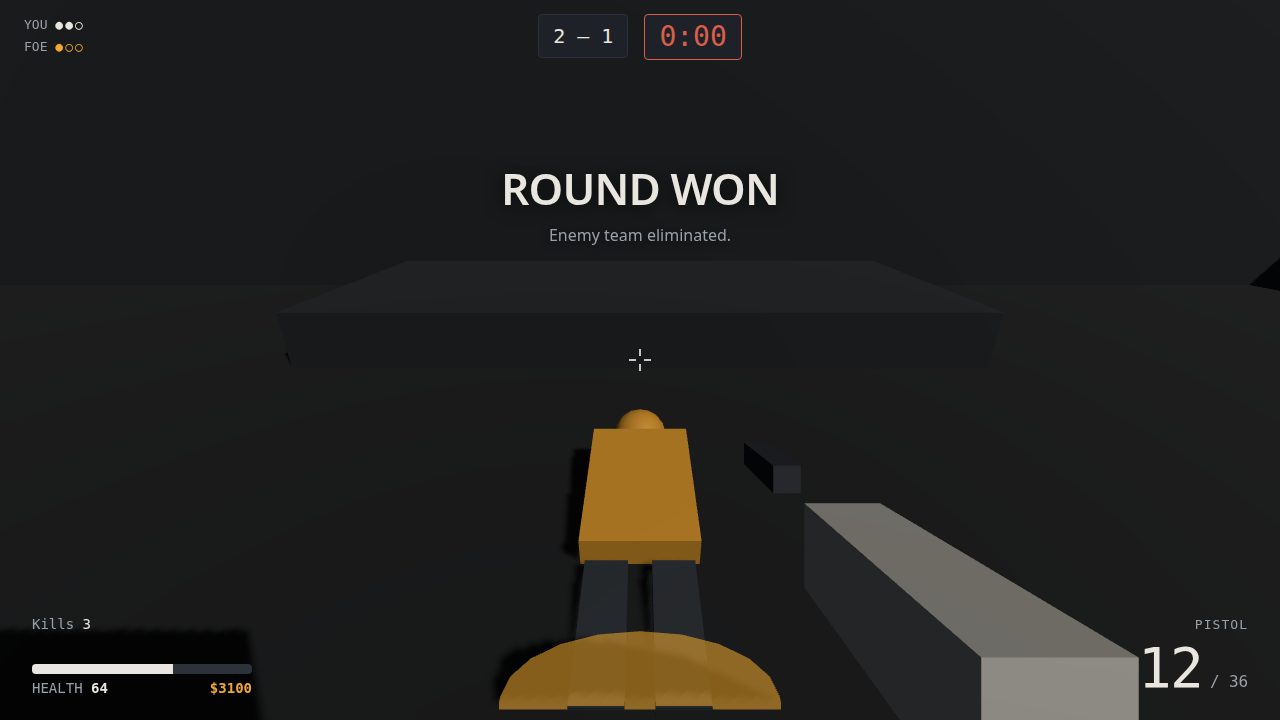 YOU ●●○
FOE ●○○
2 – 1
0:00
ROUND WON
Enemy team eliminated.
Kills 3
HEALTH 64
$3100
PISTOL
12 / 36